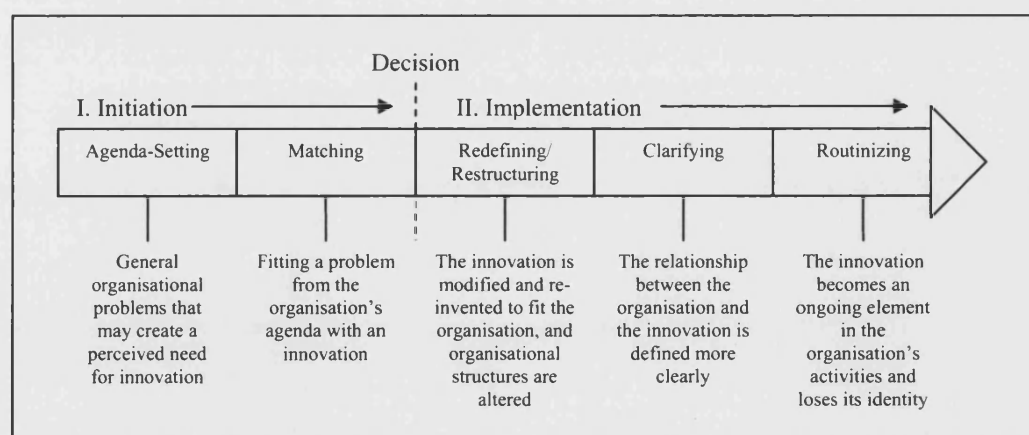 Decision
I. Initiation
II. Implementation
Agenda-Setting
Matching
Redefining/
Restructuring
Clarifying
Routinizing
General
organisational
problems that
may create a
perceived need
for innovation
Fitting a problem
from the
organisation's
agenda with an
innovation
The innovation is
modified and re-
invented to fit the
organisation, and
organisational
structures are
altered
The relationship
between the
organisation and
the innovation is
defined more
clearly
The innovation
becomes an
ongoing element
in the
organisation's
activities and
loses its identity